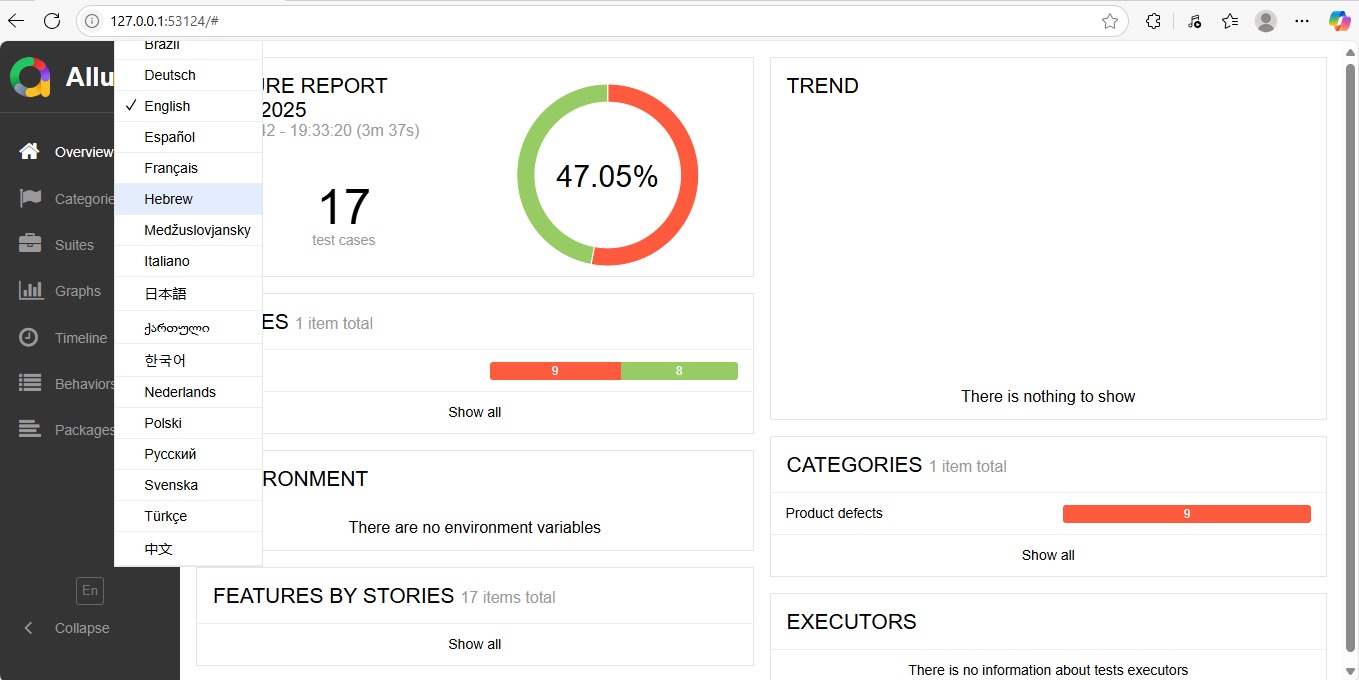 127.0.0.1:53124/#
Allu
Overview
Categorie
Suites
Graphs
Timeline
Behaviors
Packages
En
Collapse
Brazil
Deutsch
✓ English
Español
Français
Hebrew
Medžuslovjansky
Italiano
日本語
ქართული
한국어
Nederlands
Polski
Русский
Svenska
Türkçe
中文
URE REPORT
2025
42 - 19:33:20 (3m 37s)
17
test cases
47.05%
ES 1 item total
9 8
Show all
RONMENT
There are no environment variables
FEATURES BY STORIES 17 items total
Show all
TREND
There is nothing to show
CATEGORIES 1 item total
Product defects 9
Show all
EXECUTORS
There is no information about tests executors